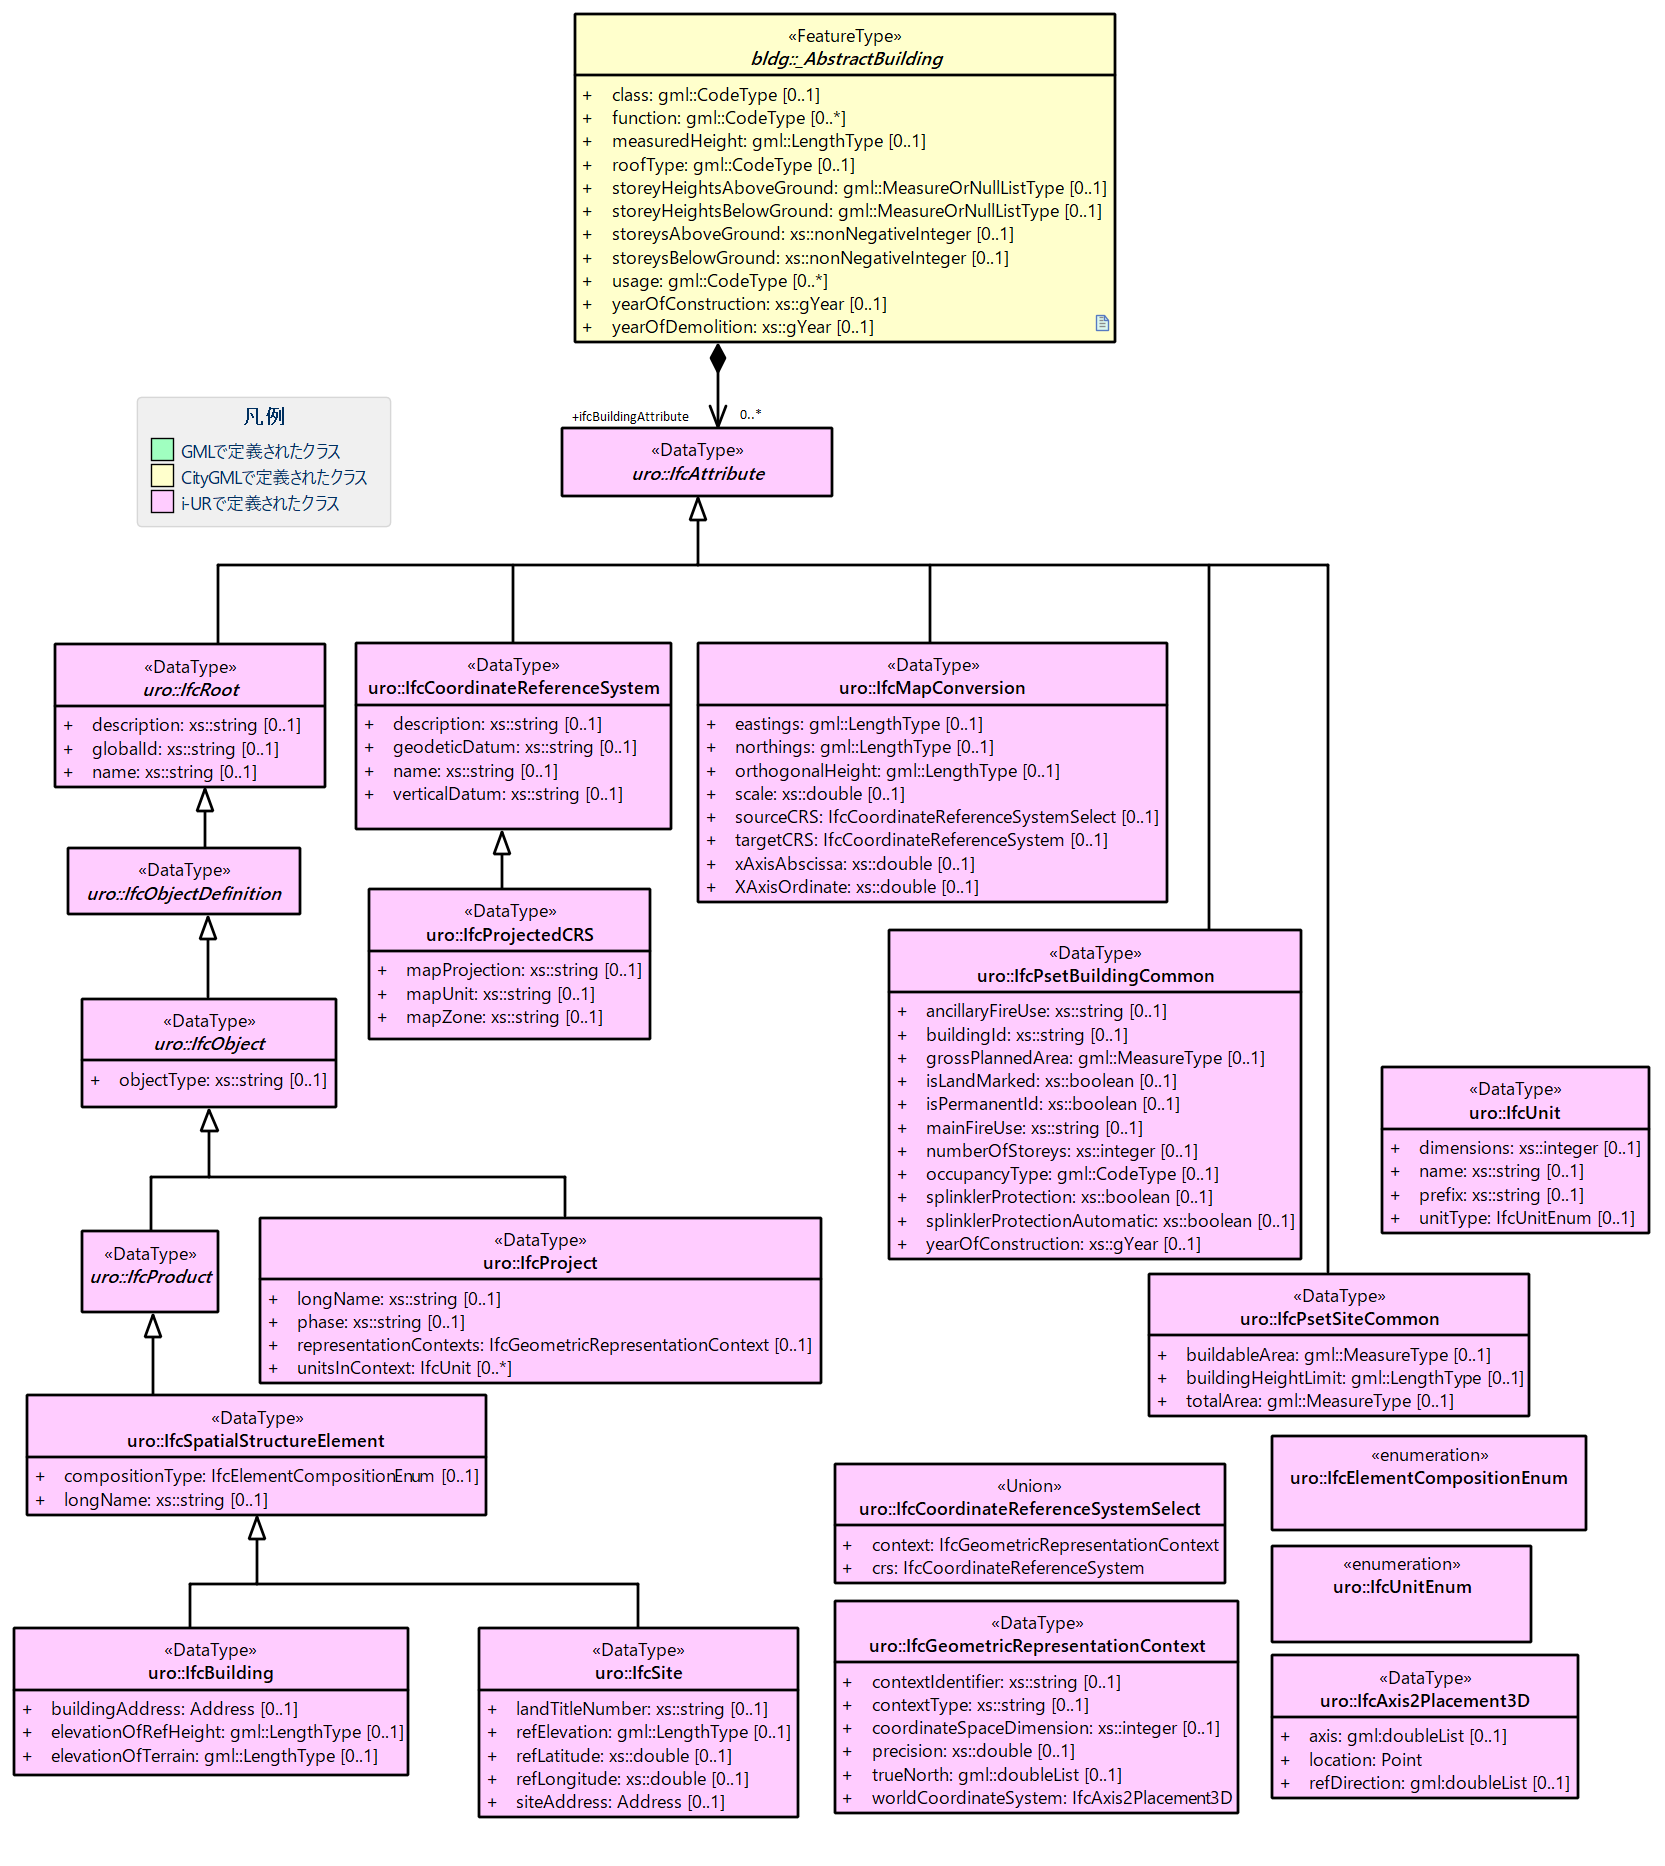 «FeatureType»
bldg::_AbstractBuilding
+ class: gml::CodeType [0..1]
+ function: gml::CodeType [0..*]
+ measuredHeight: gml::LengthType [0..1]
+ roofType: gml::CodeType [0..1]
+ storeyHeightsAboveGround: gml::MeasureOrNullListType [0..1]
+ storeyHeightsBelowGround: gml::MeasureOrNullListType [0..1]
+ storeysAboveGround: xs::nonNegativeInteger [0..1]
+ storeysBelowGround: xs::nonNegativeInteger [0..1]
+ usage: gml::CodeType [0..*]
+ yearOfConstruction: xs::gYear [0..1]
+ yearOfDemolition: xs::gYear [0..1]
+ifcBuildingAttribute 0..*
凡例
GMLで定義されたクラス
CityGMLで定義されたクラス
i-URで定義されたクラス
«DataType»
uro::IfcAttribute
«DataType»
uro::IfcRoot
+ description: xs::string [0..1]
+ globalId: xs::string [0..1]
+ name: xs::string [0..1]
«DataType»
uro::IfcCoordinateReferenceSystem
+ description: xs::string [0..1]
+ geodeticDatum: xs::string [0..1]
+ name: xs::string [0..1]
+ verticalDatum: xs::string [0..1]
«DataType»
uro::IfcMapConversion
+ eastings: gml::LengthType [0..1]
+ northings: gml::LengthType [0..1]
+ orthogonalHeight: gml::LengthType [0..1]
+ scale: xs::double [0..1]
+ sourceCRS: IfcCoordinateReferenceSystemSelect [0..1]
+ targetCRS: IfcCoordinateReferenceSystem [0..1]
+ xAxisAbscissa: xs::double [0..1]
+ XAxisOrdinate: xs::double [0..1]
«DataType»
uro::IfcObjectDefinition
«DataType»
uro::IfcProjectedCRS
+ mapProjection: xs::string [0..1]
+ mapUnit: xs::string [0..1]
+ mapZone: xs::string [0..1]
«DataType»
uro::IfcPsetBuildingCommon
+ ancillaryFireUse: xs::string [0..1]
+ buildingId: xs::string [0..1]
+ grossPlannedArea: gml::MeasureType [0..1]
+ isLandMarked: xs::boolean [0..1]
+ isPermanentId: xs::boolean [0..1]
+ mainFireUse: xs::string [0..1]
+ numberOfStoreys: xs::integer [0..1]
+ occupancyType: gml::CodeType [0..1]
+ splinklerProtection: xs::boolean [0..1]
+ splinklerProtectionAutomatic: xs::boolean [0..1]
+ yearOfConstruction: xs::gYear [0..1]
«DataType»
uro::IfcObject
+ objectType: xs::string [0..1]
«DataType»
uro::IfcUnit
+ dimensions: xs::integer [0..1]
+ name: xs::string [0..1]
+ prefix: xs::string [0..1]
+ unitType: IfcUnitEnum [0..1]
«DataType»
uro::IfcProduct
«DataType»
uro::IfcProject
+ longName: xs::string [0..1]
+ phase: xs::string [0..1]
+ representationContexts: IfcGeometricRepresentationContext [0..1]
+ unitsInContext: IfcUnit [0..*]
«DataType»
uro::IfcPsetSiteCommon
+ buildableArea: gml::MeasureType [0..1]
+ buildingHeightLimit: gml::LengthType [0..1]
+ totalArea: gml::MeasureType [0..1]
«DataType»
uro::IfcSpatialStructureElement
+ compositionType: IfcElementCompositionEnum [0..1]
+ longName: xs::string [0..1]
«Union»
uro::IfcCoordinateReferenceSystemSelect
+ context: IfcGeometricRepresentationContext
+ crs: IfcCoordinateReferenceSystem
«enumeration»
uro::IfcElementCompositionEnum
«enumeration»
uro::IfcUnitEnum
«DataType»
uro::IfcBuilding
+ buildingAddress: Address [0..1]
+ elevationOfRefHeight: gml::LengthType [0..1]
+ elevationOfTerrain: gml::LengthType [0..1]
«DataType»
uro::IfcSite
+ landTitleNumber: xs::string [0..1]
+ refElevation: gml::LengthType [0..1]
+ refLatitude: xs::double [0..1]
+ refLongitude: xs::double [0..1]
+ siteAddress: Address [0..1]
«DataType»
uro::IfcGeometricRepresentationContext
+ contextIdentifier: xs::string [0..1]
+ contextType: xs::string [0..1]
+ coordinateSpaceDimension: xs::integer [0..1]
+ precision: xs::double [0..1]
+ trueNorth: gml::doubleList [0..1]
+ worldCoordinateSystem: IfcAxis2Placement3D
«DataType»
uro::IfcAxis2Placement3D
+ axis: gml:doubleList [0..1]
+ location: Point
+ refDirection: gml:doubleList [0..1]